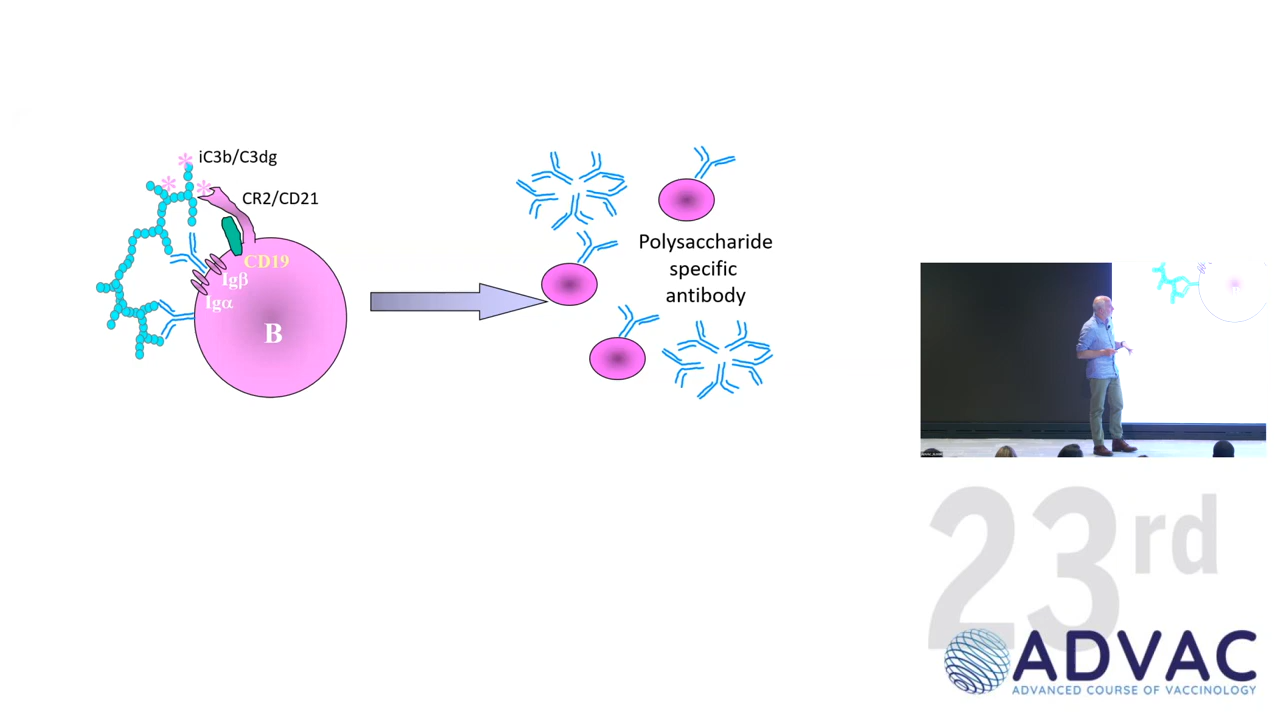 iC3b/C3dg
CR2/CD21
CD19
Igβ
Igα
B
Polysaccharide
specific
antibody
23rd
ADVAC
ADVANCED COURSE OF VACCINOLOGY